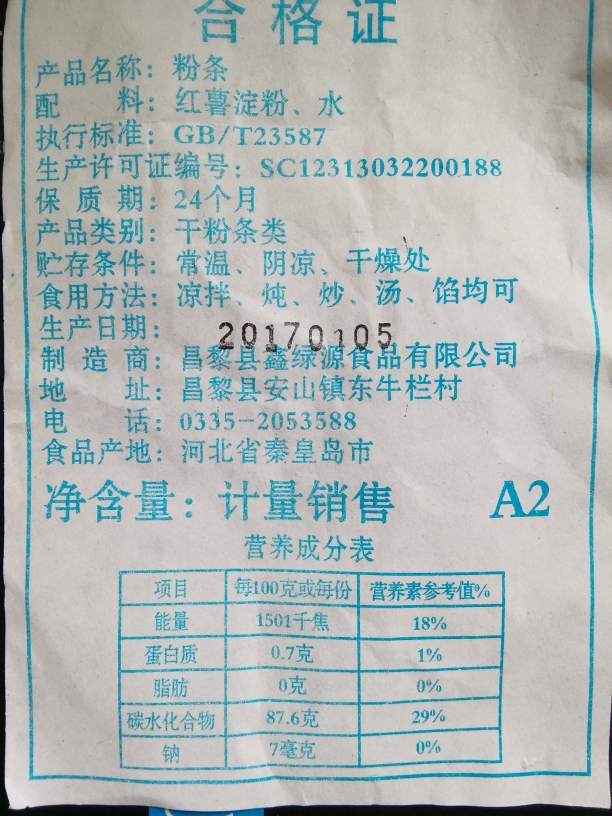 合格证
产品名称：粉条
配料：红薯淀粉、水
执行标准：GB/T23587
生产许可证编号：SC12313032200188
保质期：24个月
产品类别：干粉条类
贮存条件：常温、阴凉、干燥处
食用方法：凉拌、炖、炒、汤、馅均可
生产日期：20170105
制造商：昌黎县鑫绿源食品有限公司
地址：昌黎县安山镇东牛栏村
电话：0335-2053588
食品产地：河北省秦皇岛市
净含量：计量销售 A2
营养成分表
项目 每100克或每份 营养素参考值%
能量 1501千焦 18%
蛋白质 0.7克 1%
脂肪 0克 0%
碳水化合物 87.6克 29%
钠 7毫克 0%